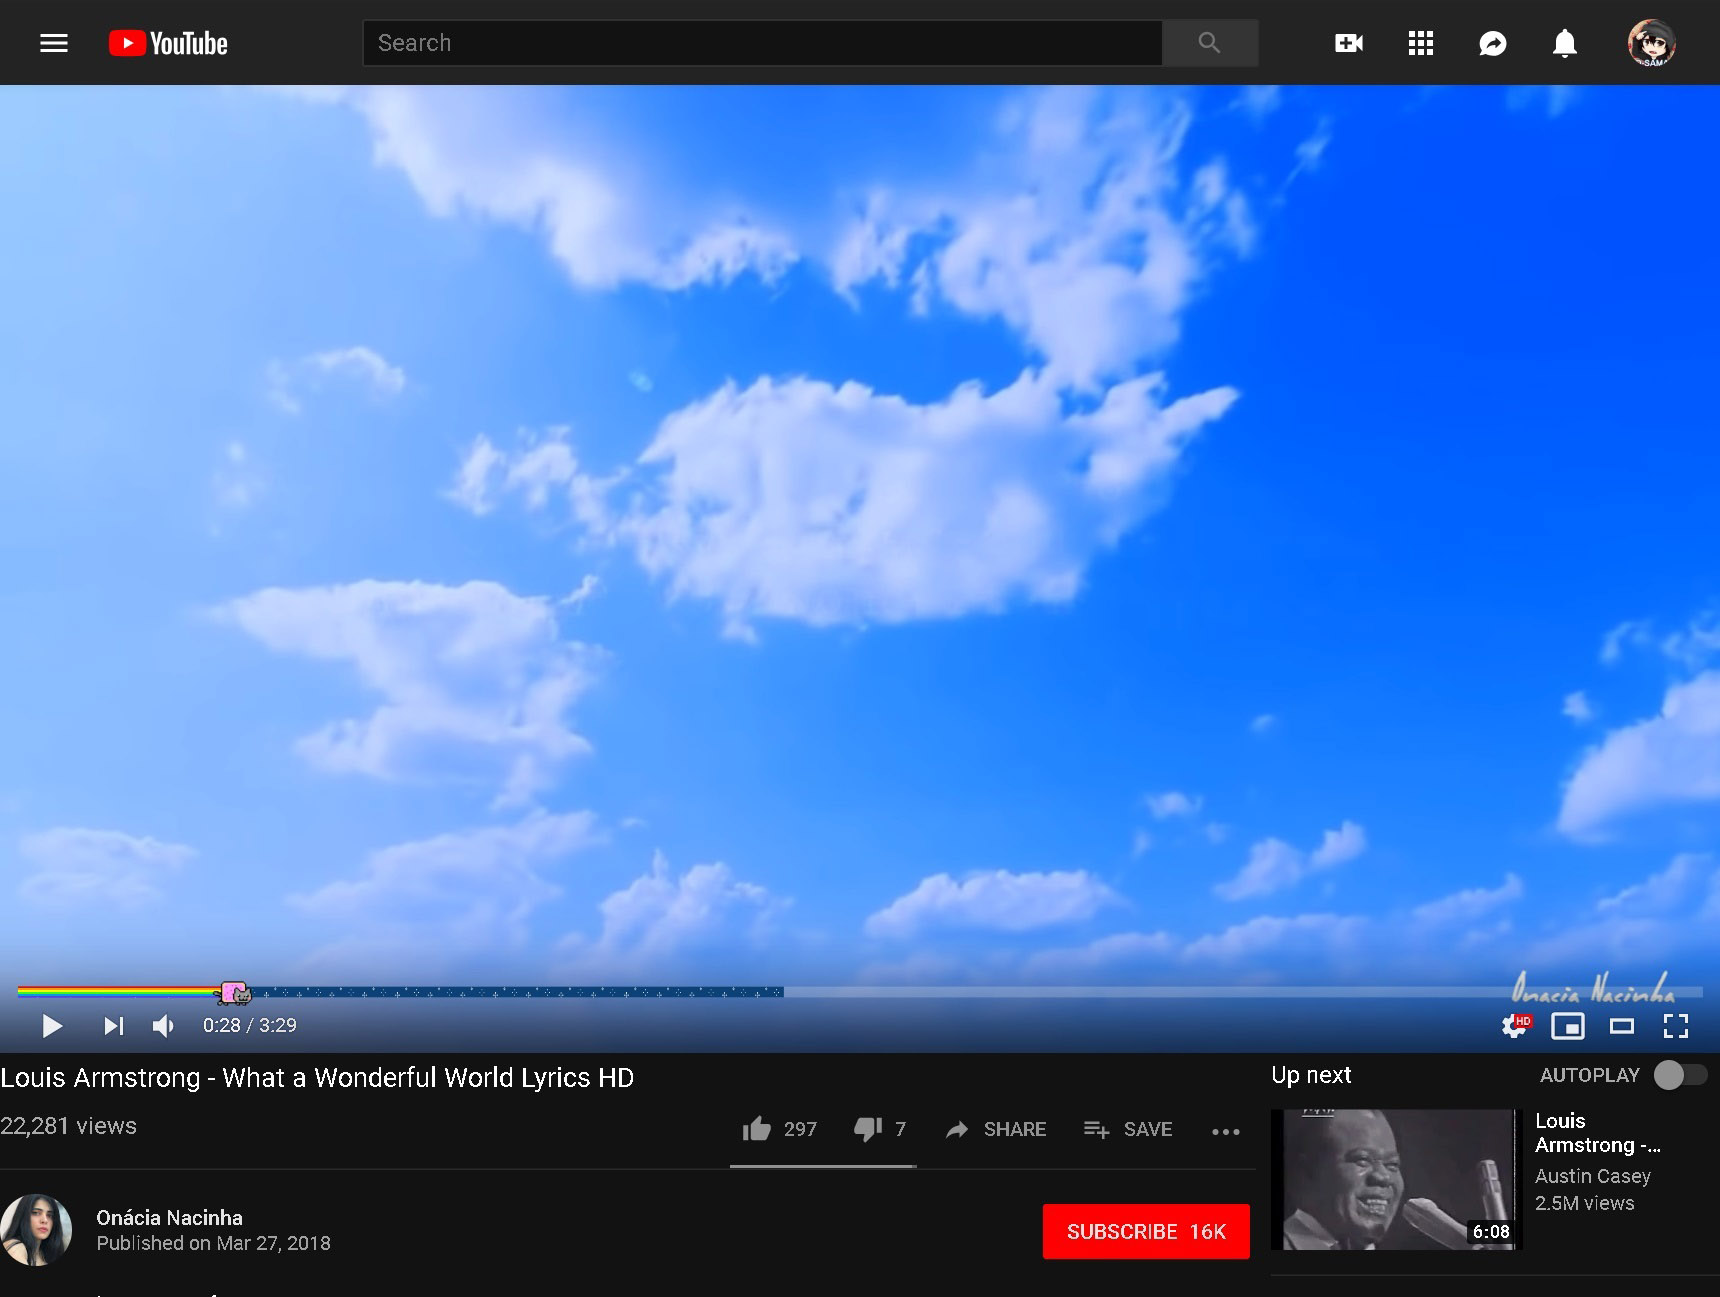 YouTube
Search
SAMA
Onacia Nacinha
0:28 / 3:29
HD
Louis Armstrong - What a Wonderful World Lyrics HD
22,281 views
297
7
SHARE
SAVE
Onácia Nacinha
Published on Mar 27, 2018
SUBSCRIBE 16K
Up next
AUTOPLAY
6:08
Louis
Armstrong -...
Austin Casey
2.5M views